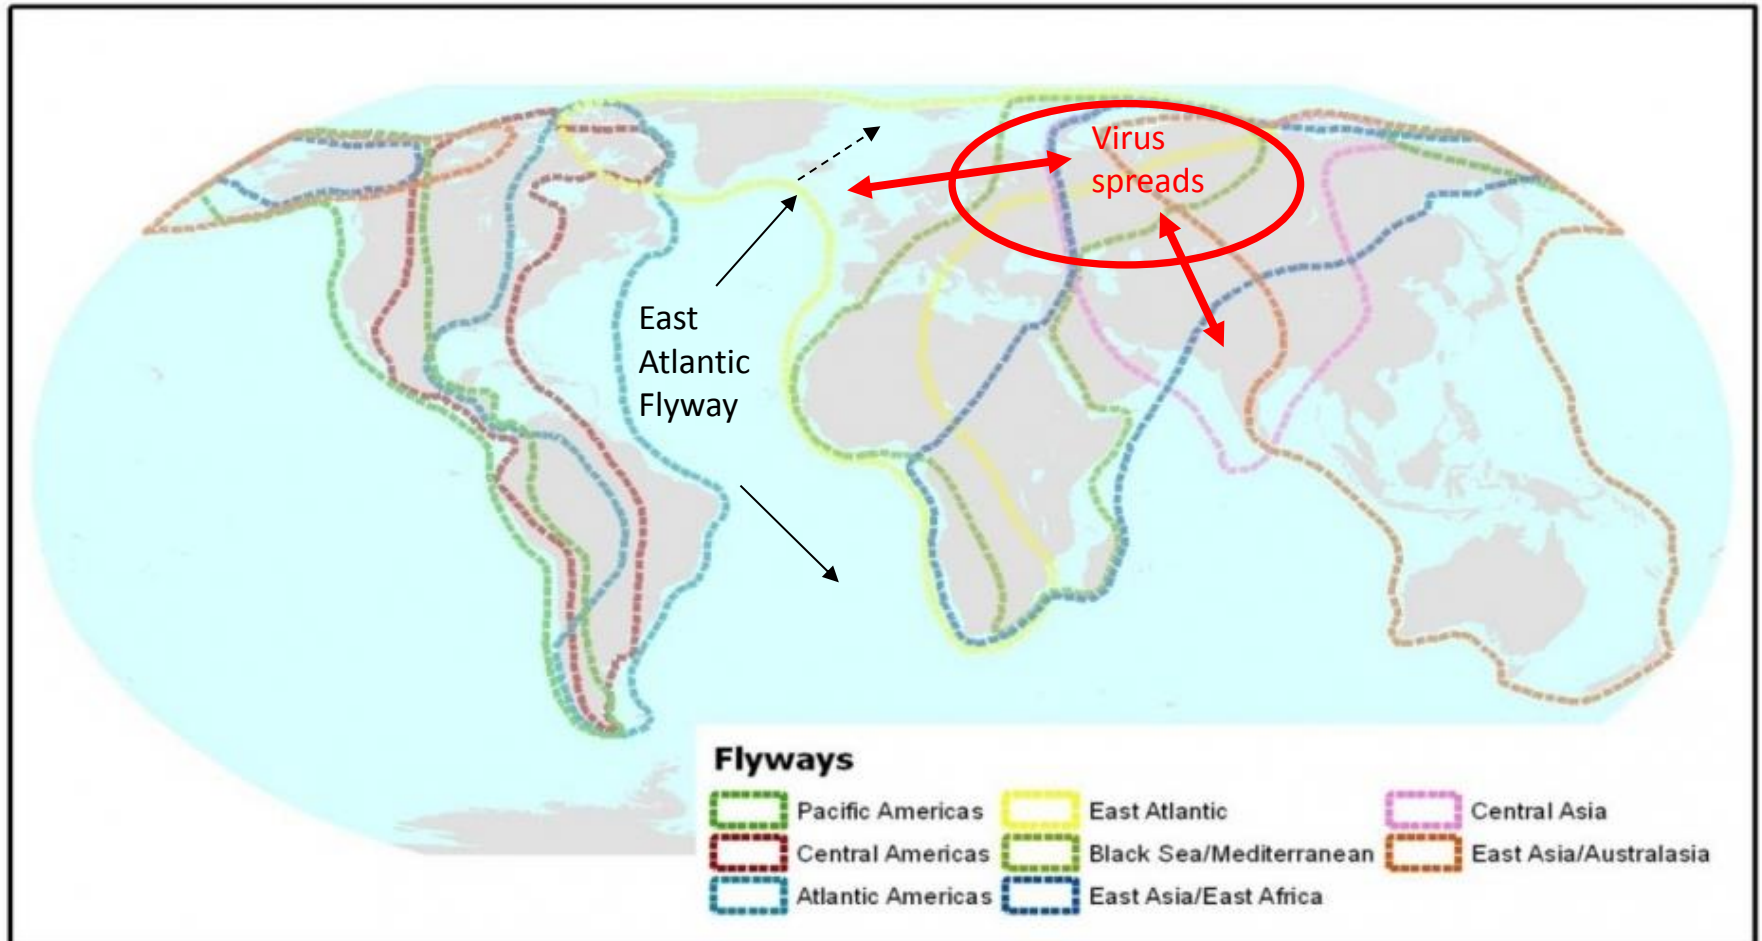 Virus
spreads
East
Atlantic
Flyway
Flyways
Pacific Americas
East Atlantic
Central Asia
Central Americas
Black Sea/Mediterranean
East Asia/Australasia
Atlantic Americas
East Asia/East Africa